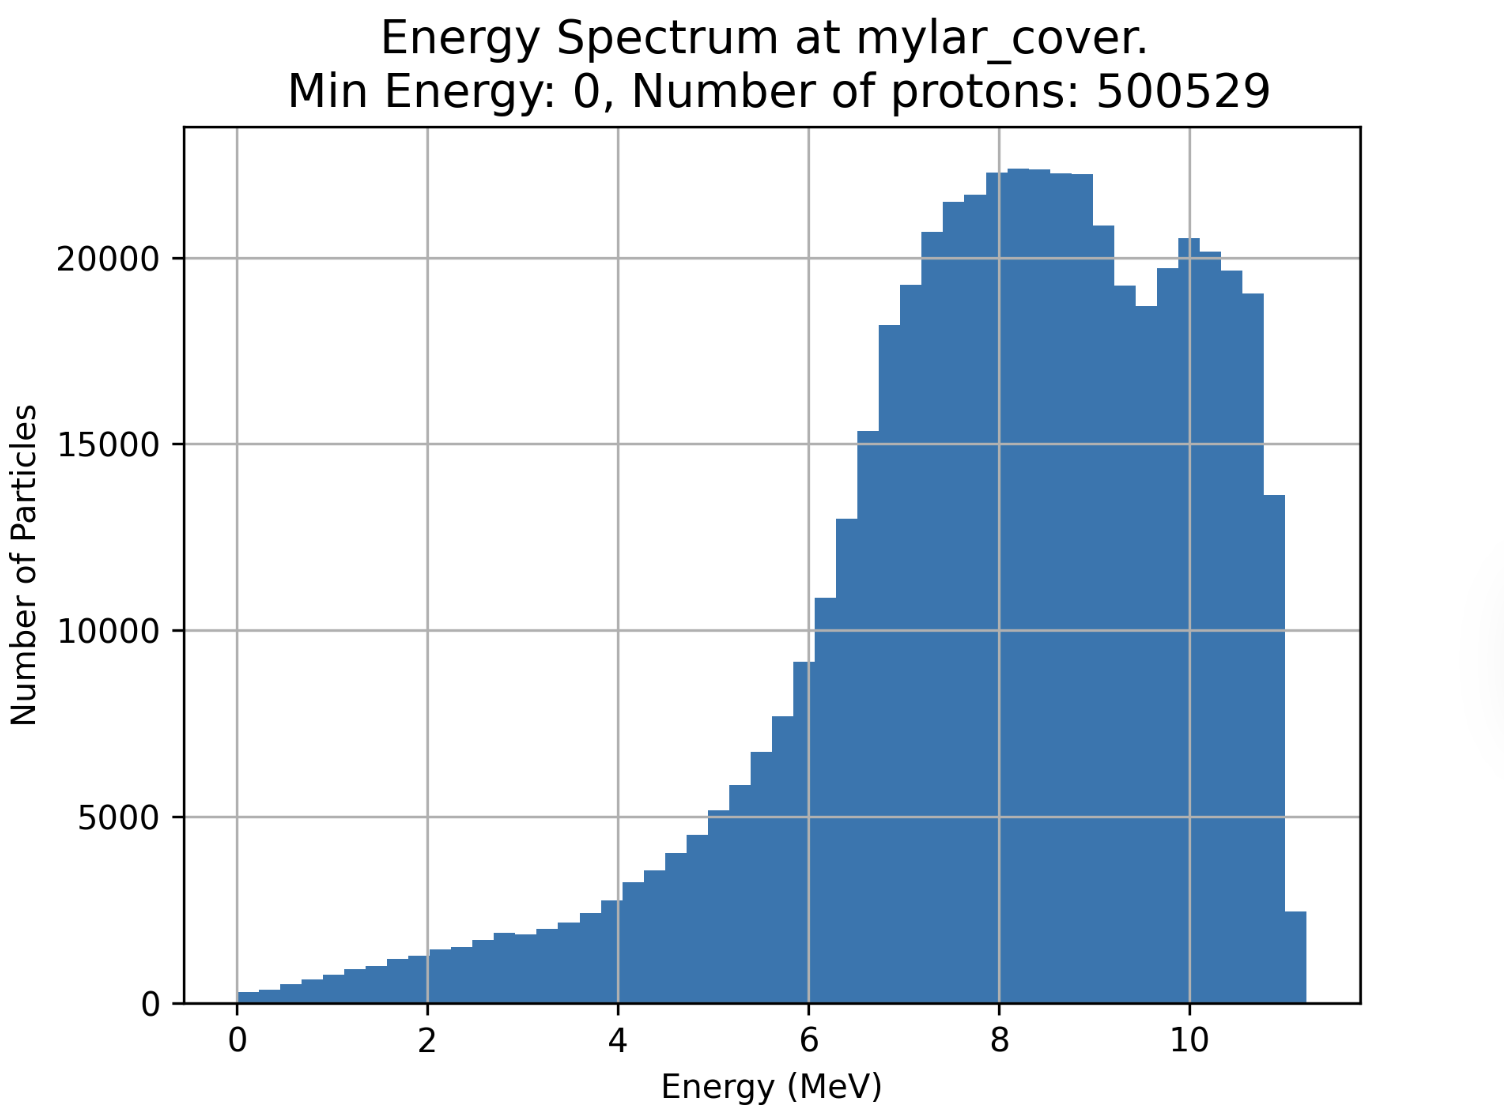 Energy Spectrum at mylar_cover.
Min Energy: 0, Number of protons: 500529
Number of Particles
20000
15000
10000
5000
0
0 2 4 6 8 10
Energy (MeV)